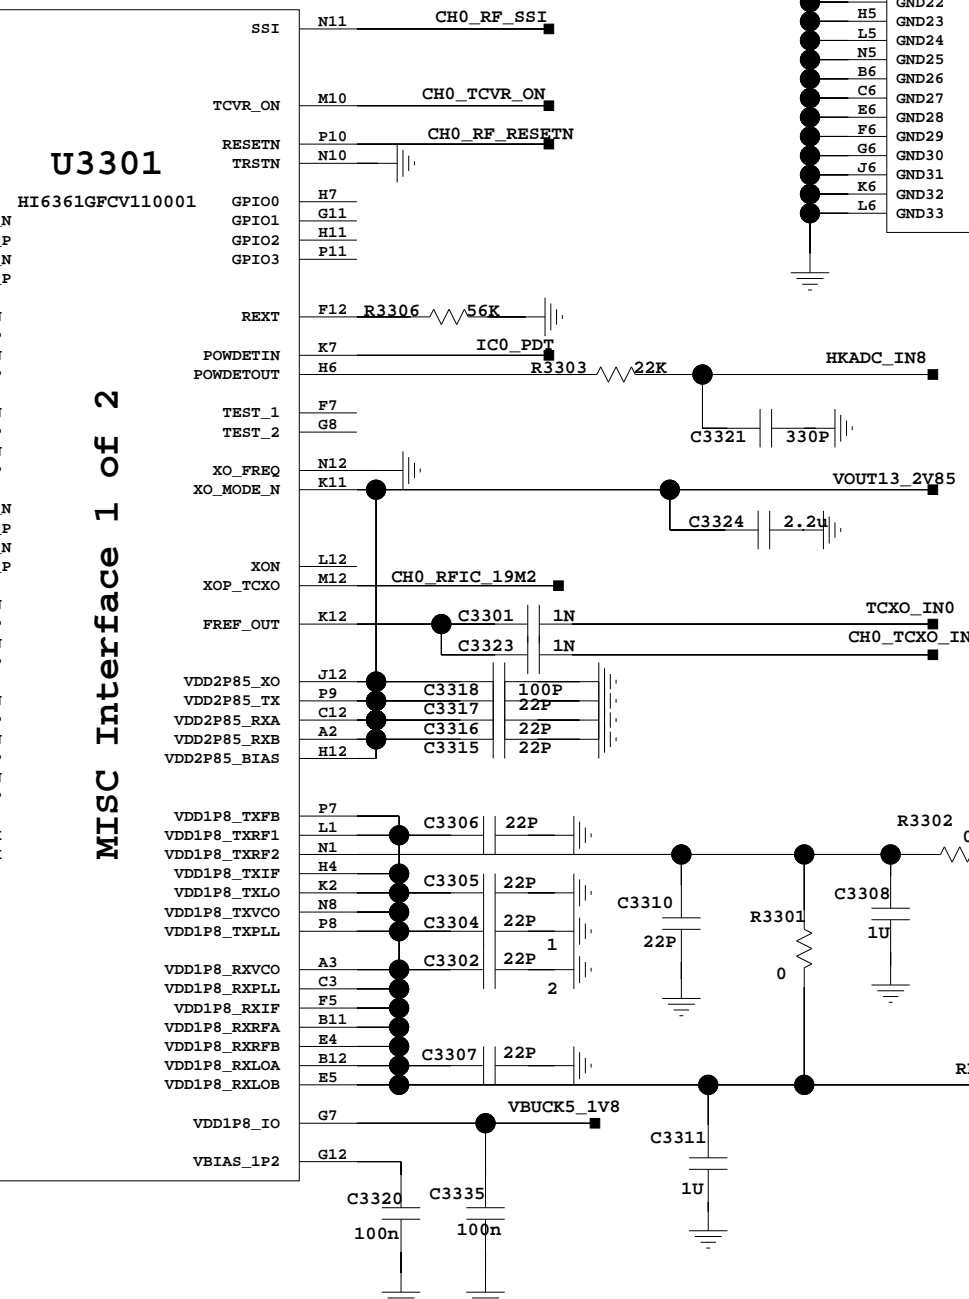 SSI N11 CH0_RF_SSI
TCVR_ON M10 CH0_TCVR_ON
RESETN P10 CH0_RF_RESETN
TRSTN N10
U3301
HI6361GFCV110001
GPIO0 H7
GPIO1 G11
GPIO2 H11
GPIO3 P11
_N
_P
_N
_P
REXT F12 R3306 56K
POWDETIN K7 IC0_PDT
POWDETOUT H6 R3303 22K HKADC_IN8
TEST_1 F7
TEST_2 G8
C3321 330P
XO_FREQ N12
XO_MODE_N K11 VOUT13_2V85
C3324 2.2u
_N
_P
_N
_P
XON L12
XOP_TCXO M12 CH0_RFIC_19M2
FREF_OUT K12 C3301 1N TCXO_IN0
C3323 1N CH0_TCXO_IN
MISC Interface 1 of 2
VDD2P85_XO J12
C3318 100P
VDD2P85_TX P9
C3317 22P
VDD2P85_RXA C12
C3316 22P
VDD2P85_RXB A2
C3315 22P
VDD2P85_BIAS H12
VDD1P8_TXFB P7
VDD1P8_TXRF1 L1 C3306 22P
VDD1P8_TXRF2 N1 R3302
VDD1P8_TXIF H4
VDD1P8_TXLO K2 C3305 22P
VDD1P8_TXVCO N8
VDD1P8_TXPLL P8 C3304 22P
1
C3310 22P
R3301 0
C3308 1U
VDD1P8_RXVCO A3 C3302 22P
VDD1P8_RXPLL C3 2
VDD1P8_RXIF F5
VDD1P8_RXRFA B11
VDD1P8_RXRFB E4
VDD1P8_RXLOA B12 C3307 22P
VDD1P8_RXLOB E5
VDD1P8_IO G7 VBUCK5_1V8
VBIAS_1P2 G12
C3311 1U
C3320 100n
C3335 100n
GND22
H5 GND23
L5 GND24
N5 GND25
B6 GND26
C6 GND27
E6 GND28
F6 GND29
G6 GND30
J6 GND31
K6 GND32
L6 GND33